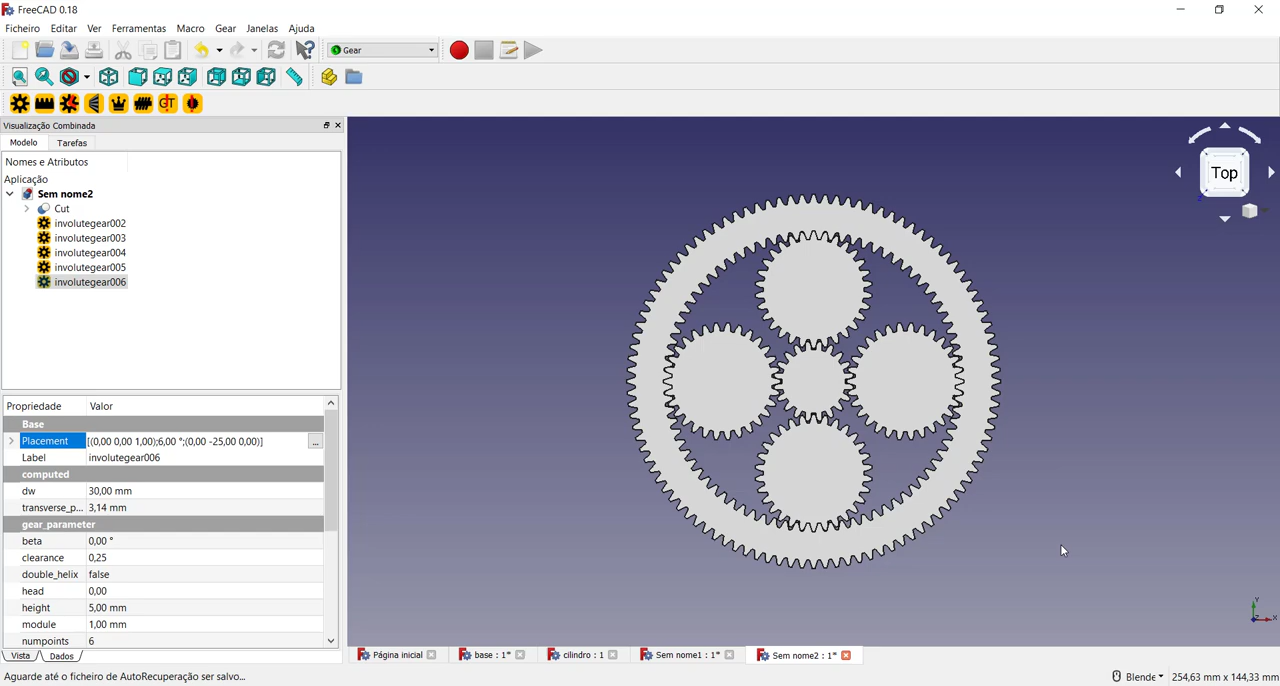 FreeCAD 0.18
Ficheiro Editar Ver Ferramentas Macro Gear Janelas Ajuda
Gear
GT
Visualização Combinada
Modelo Tarefas
Nomes e Atributos
Aplicação
Sem nome2
Cut
involutegear002
involutegear003
involutegear004
involutegear005
involutegear006
Top
Propriedade Valor
Base
Placement [(0,00 0,00 1,00);6,00 °;(0,00 -25,00 0,00)] ...
Label involutegear006
computed
dw 30,00 mm
transverse_p... 3,14 mm
gear_parameter
beta 0,00 °
clearance 0,25
double_helix false
head 0,00
height 5,00 mm
module 1,00 mm
numpoints 6
Vista Dados
Y
Z X
Página inicial base : 1* cilindro : 1 Sem nome1 : 1* Sem nome2 : 1*
Aguarde até o ficheiro de AutoRecuperação ser salvo... Blender 254,63 mm x 144,33 mm